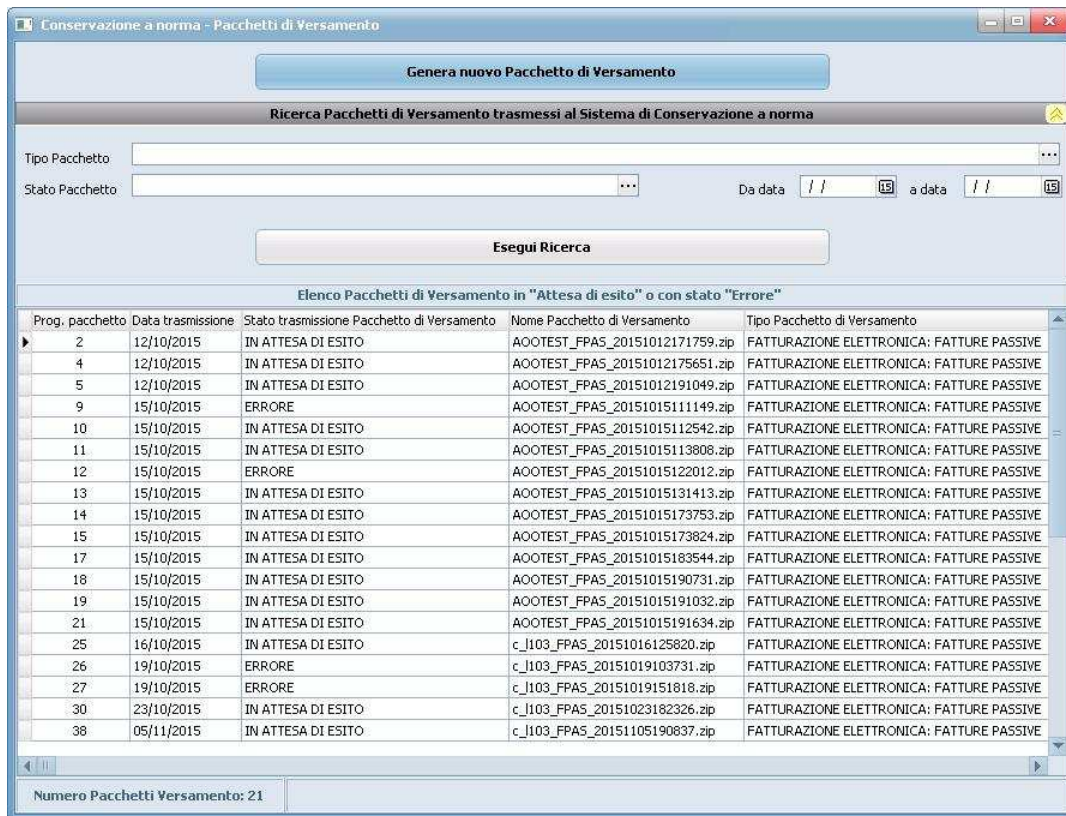 Conservazione a norma - Pacchetti di Versamento
Genera nuovo Pacchetto di Versamento
Ricerca Pacchetti di Versamento trasmessi al Sistema di Conservazione a norma
Tipo Pacchetto ...
Stato Pacchetto ... Da data / / 15 a data / / 15
Esegui Ricerca
Elenco Pacchetti di Versamento in "Attesa di esito" o con stato "Errore"
Prog. pacchetto Data trasmissione Stato trasmissione Pacchetto di Versamento Nome Pacchetto di Versamento Tipo Pacchetto di Versamento
2 12/10/2015 IN ATTESA DI ESITO AOOTEST_FPAS_20151012171759.zip FATTURAZIONE ELETTRONICA: FATTURE PASSIVE
4 12/10/2015 IN ATTESA DI ESITO AOOTEST_FPAS_20151012175651.zip FATTURAZIONE ELETTRONICA: FATTURE PASSIVE
5 12/10/2015 IN ATTESA DI ESITO AOOTEST_FPAS_20151012191049.zip FATTURAZIONE ELETTRONICA: FATTURE PASSIVE
9 15/10/2015 ERRORE AOOTEST_FPAS_20151015111149.zip FATTURAZIONE ELETTRONICA: FATTURE PASSIVE
10 15/10/2015 IN ATTESA DI ESITO AOOTEST_FPAS_20151015112542.zip FATTURAZIONE ELETTRONICA: FATTURE PASSIVE
11 15/10/2015 IN ATTESA DI ESITO AOOTEST_FPAS_20151015113808.zip FATTURAZIONE ELETTRONICA: FATTURE PASSIVE
12 15/10/2015 ERRORE AOOTEST_FPAS_20151015122012.zip FATTURAZIONE ELETTRONICA: FATTURE PASSIVE
13 15/10/2015 IN ATTESA DI ESITO AOOTEST_FPAS_20151015131413.zip FATTURAZIONE ELETTRONICA: FATTURE PASSIVE
14 15/10/2015 IN ATTESA DI ESITO AOOTEST_FPAS_20151015173753.zip FATTURAZIONE ELETTRONICA: FATTURE PASSIVE
15 15/10/2015 IN ATTESA DI ESITO AOOTEST_FPAS_20151015173824.zip FATTURAZIONE ELETTRONICA: FATTURE PASSIVE
17 15/10/2015 IN ATTESA DI ESITO AOOTEST_FPAS_20151015183544.zip FATTURAZIONE ELETTRONICA: FATTURE PASSIVE
18 15/10/2015 IN ATTESA DI ESITO AOOTEST_FPAS_20151015190731.zip FATTURAZIONE ELETTRONICA: FATTURE PASSIVE
19 15/10/2015 IN ATTESA DI ESITO AOOTEST_FPAS_20151015191032.zip FATTURAZIONE ELETTRONICA: FATTURE PASSIVE
21 15/10/2015 IN ATTESA DI ESITO AOOTEST_FPAS_20151015191634.zip FATTURAZIONE ELETTRONICA: FATTURE PASSIVE
25 16/10/2015 IN ATTESA DI ESITO c_l103_FPAS_20151016125820.zip FATTURAZIONE ELETTRONICA: FATTURE PASSIVE
26 19/10/2015 ERRORE c_l103_FPAS_20151019103731.zip FATTURAZIONE ELETTRONICA: FATTURE PASSIVE
27 19/10/2015 ERRORE c_l103_FPAS_20151019151818.zip FATTURAZIONE ELETTRONICA: FATTURE PASSIVE
30 23/10/2015 IN ATTESA DI ESITO c_l103_FPAS_20151023182326.zip FATTURAZIONE ELETTRONICA: FATTURE PASSIVE
38 05/11/2015 IN ATTESA DI ESITO c_l103_FPAS_20151105190837.zip FATTURAZIONE ELETTRONICA: FATTURE PASSIVE
Numero Pacchetti Versamento: 21